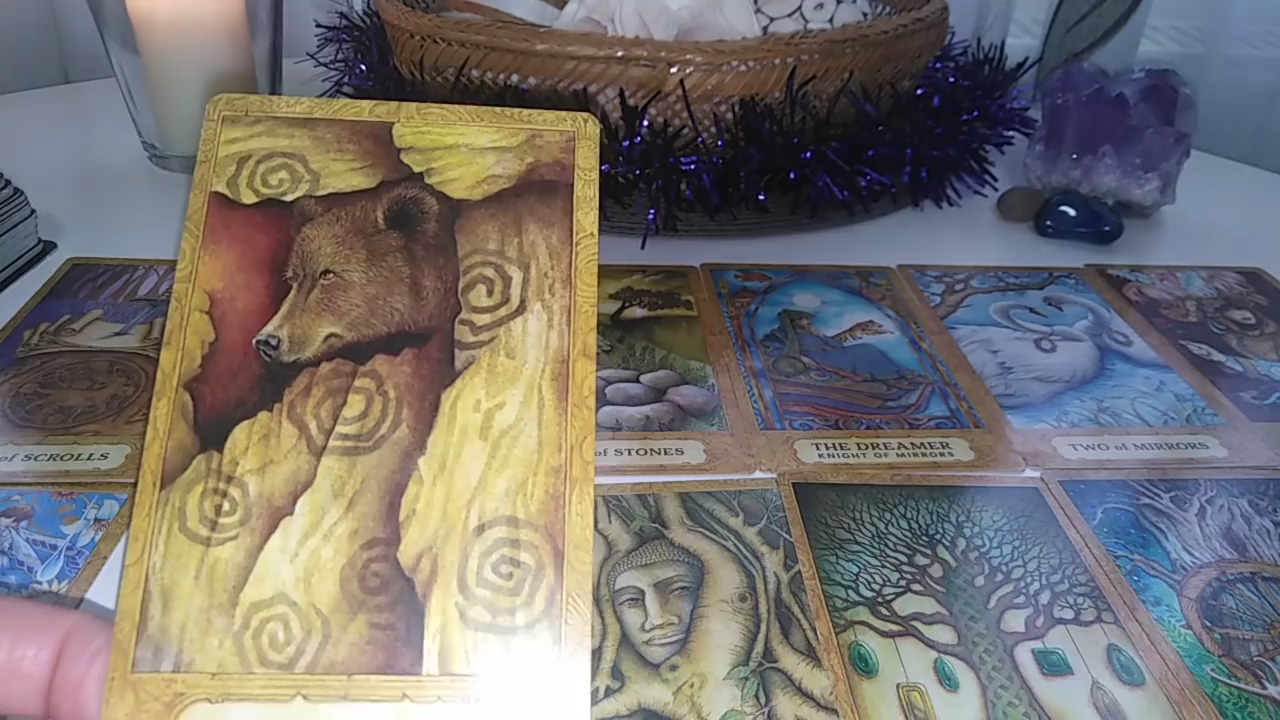 of SCROLLS
of STONES
THE DREAMER
KNIGHT OF MIRRORS
TWO of MIRRORS